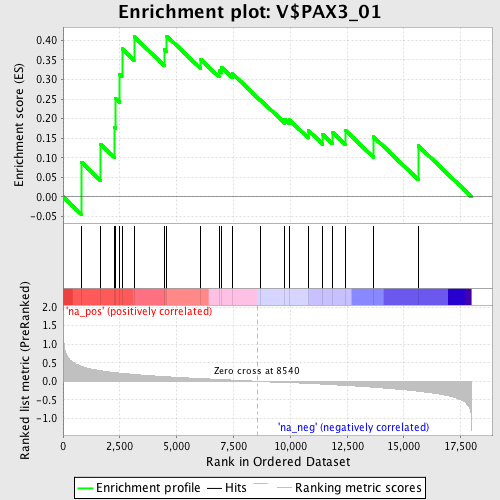 Enrichment plot: V$PAX3_01
Enrichment score (ES)
0.40
0.35
0.30
0.25
0.20
0.15
0.10
0.05
0.00
-0.05
'na_pos' (positively correlated)
Ranked list metric (PreRanked)
2.0
1.5
1.0
0.5
0.0
-0.5
-1.0
Zero cross at 8540
'na_neg' (negatively correlated)
0 2,500 5,000 7,500 10,000 12,500 15,000 17,500
Rank in Ordered Dataset
Enrichment profile Hits Ranking metric scores